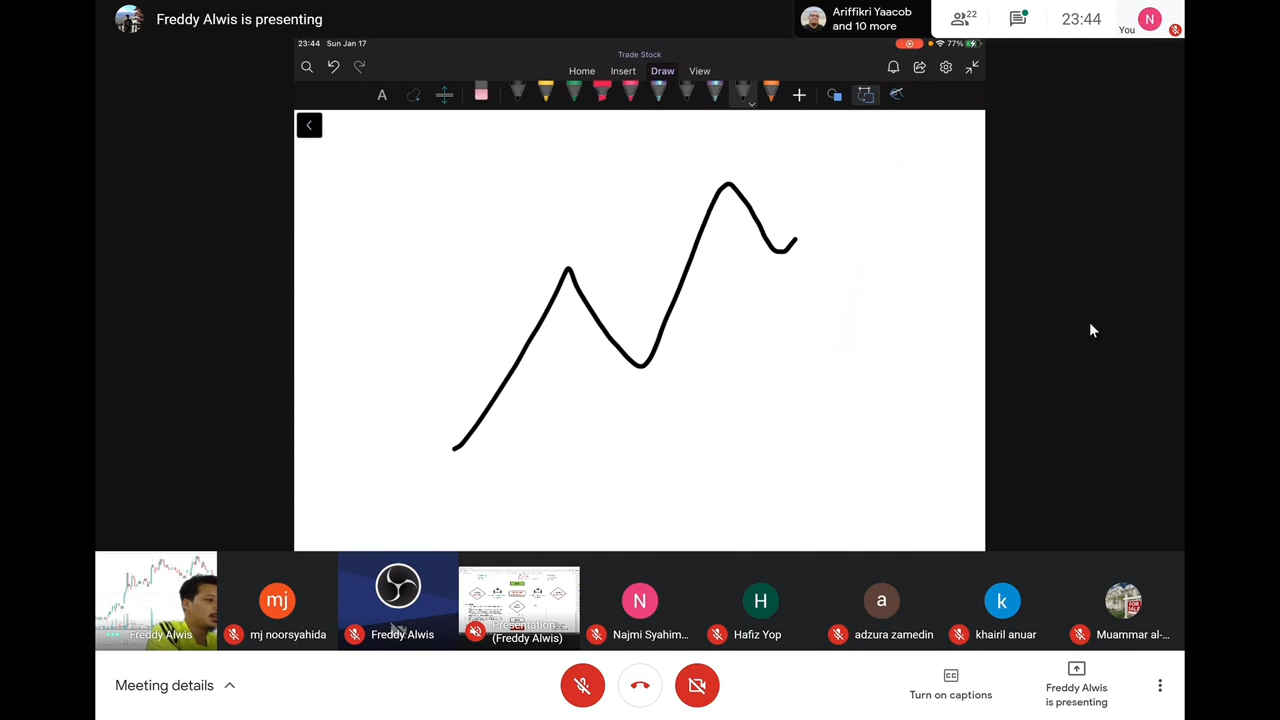 Freddy Alwis is presenting
Ariffikri Yaacob
and 10 more
22
23:44
You
N
23:44 Sun Jan 17
77%
Trade Stock
Home Insert Draw View
A
mj
N
H
a
k
Freddy Alwis
mj noorsyahida
Freddy Alwis
Presentation
(Freddy Alwis)
Najmi Syahim...
Hafiz Yop
adzura zamedin
khairil anuar
Muammar al-...
Meeting details
Turn on captions
Freddy Alwis
is presenting